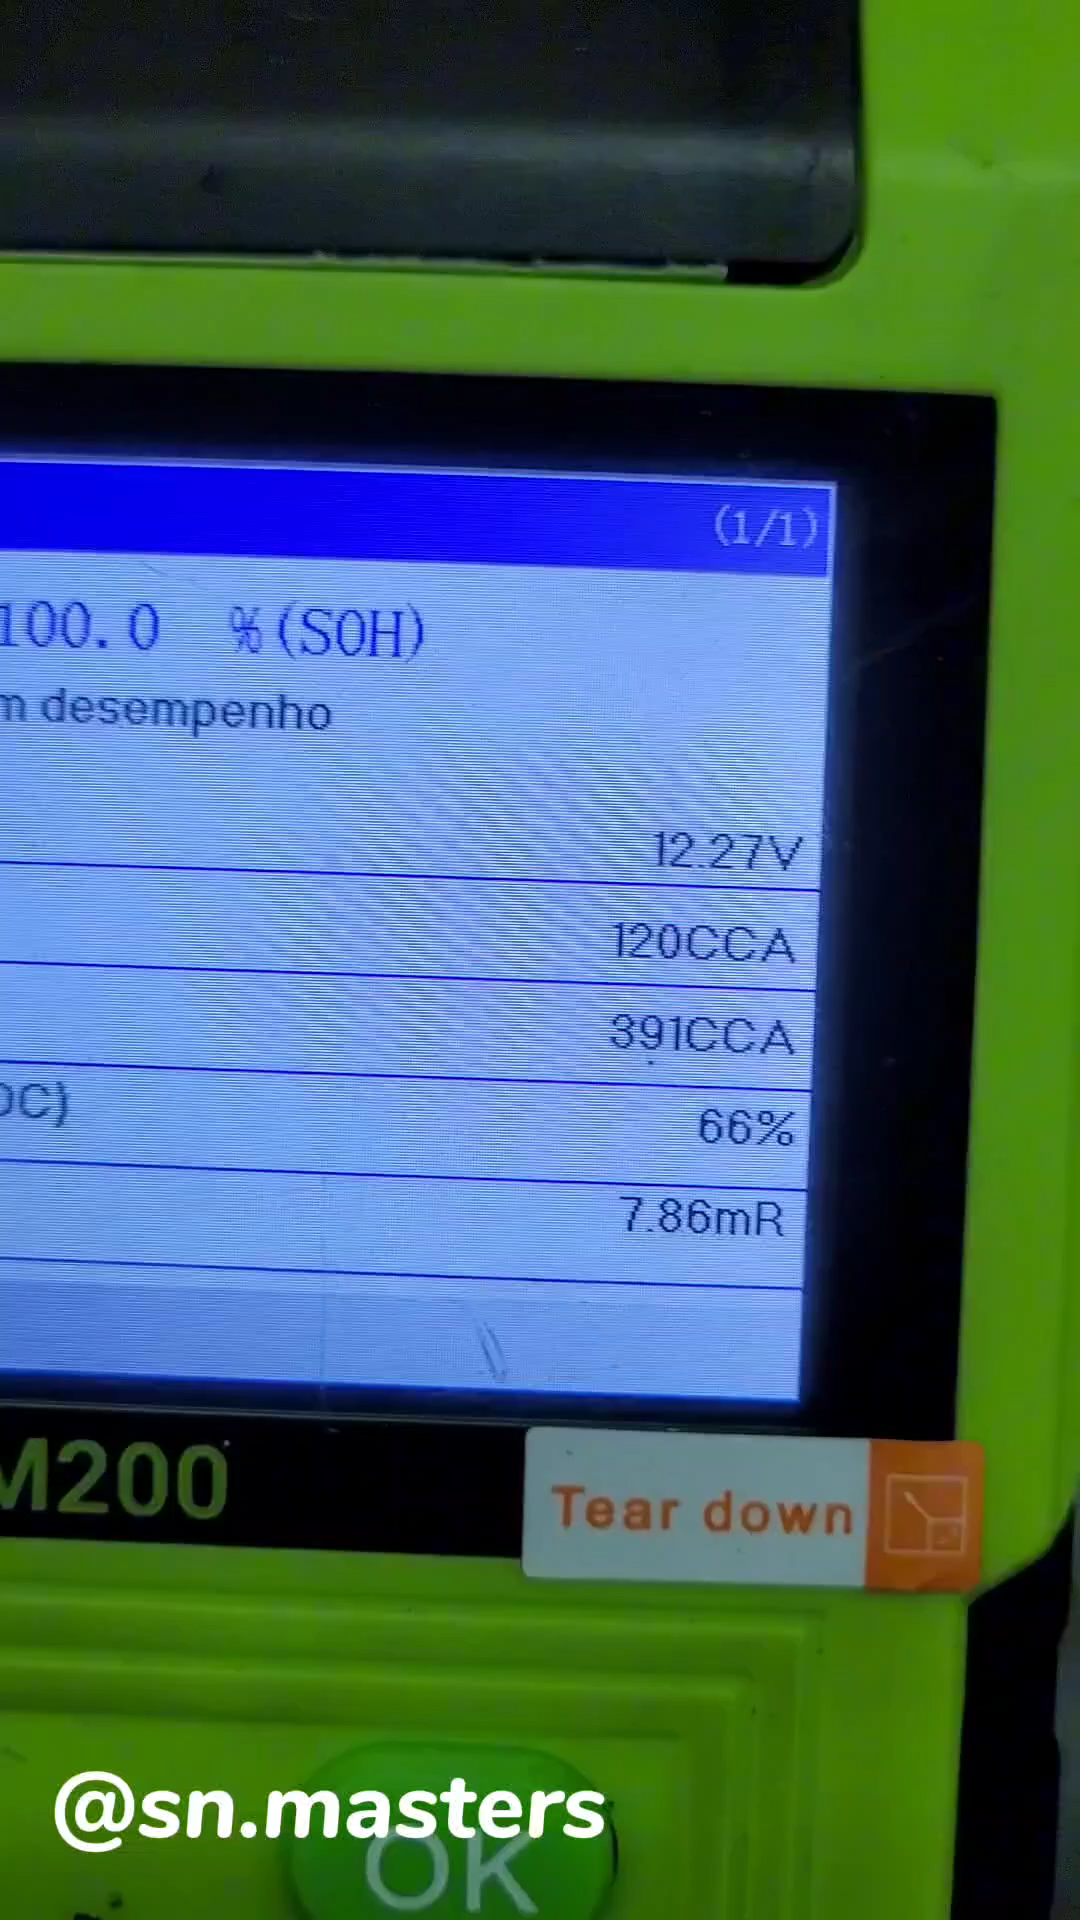 (1/1)
100.0 %(SOH)
m desempenho
12.27V
120CCA
391CCA
OC)
66%
7.86mR
M200
Tear down
@sn.masters
OK